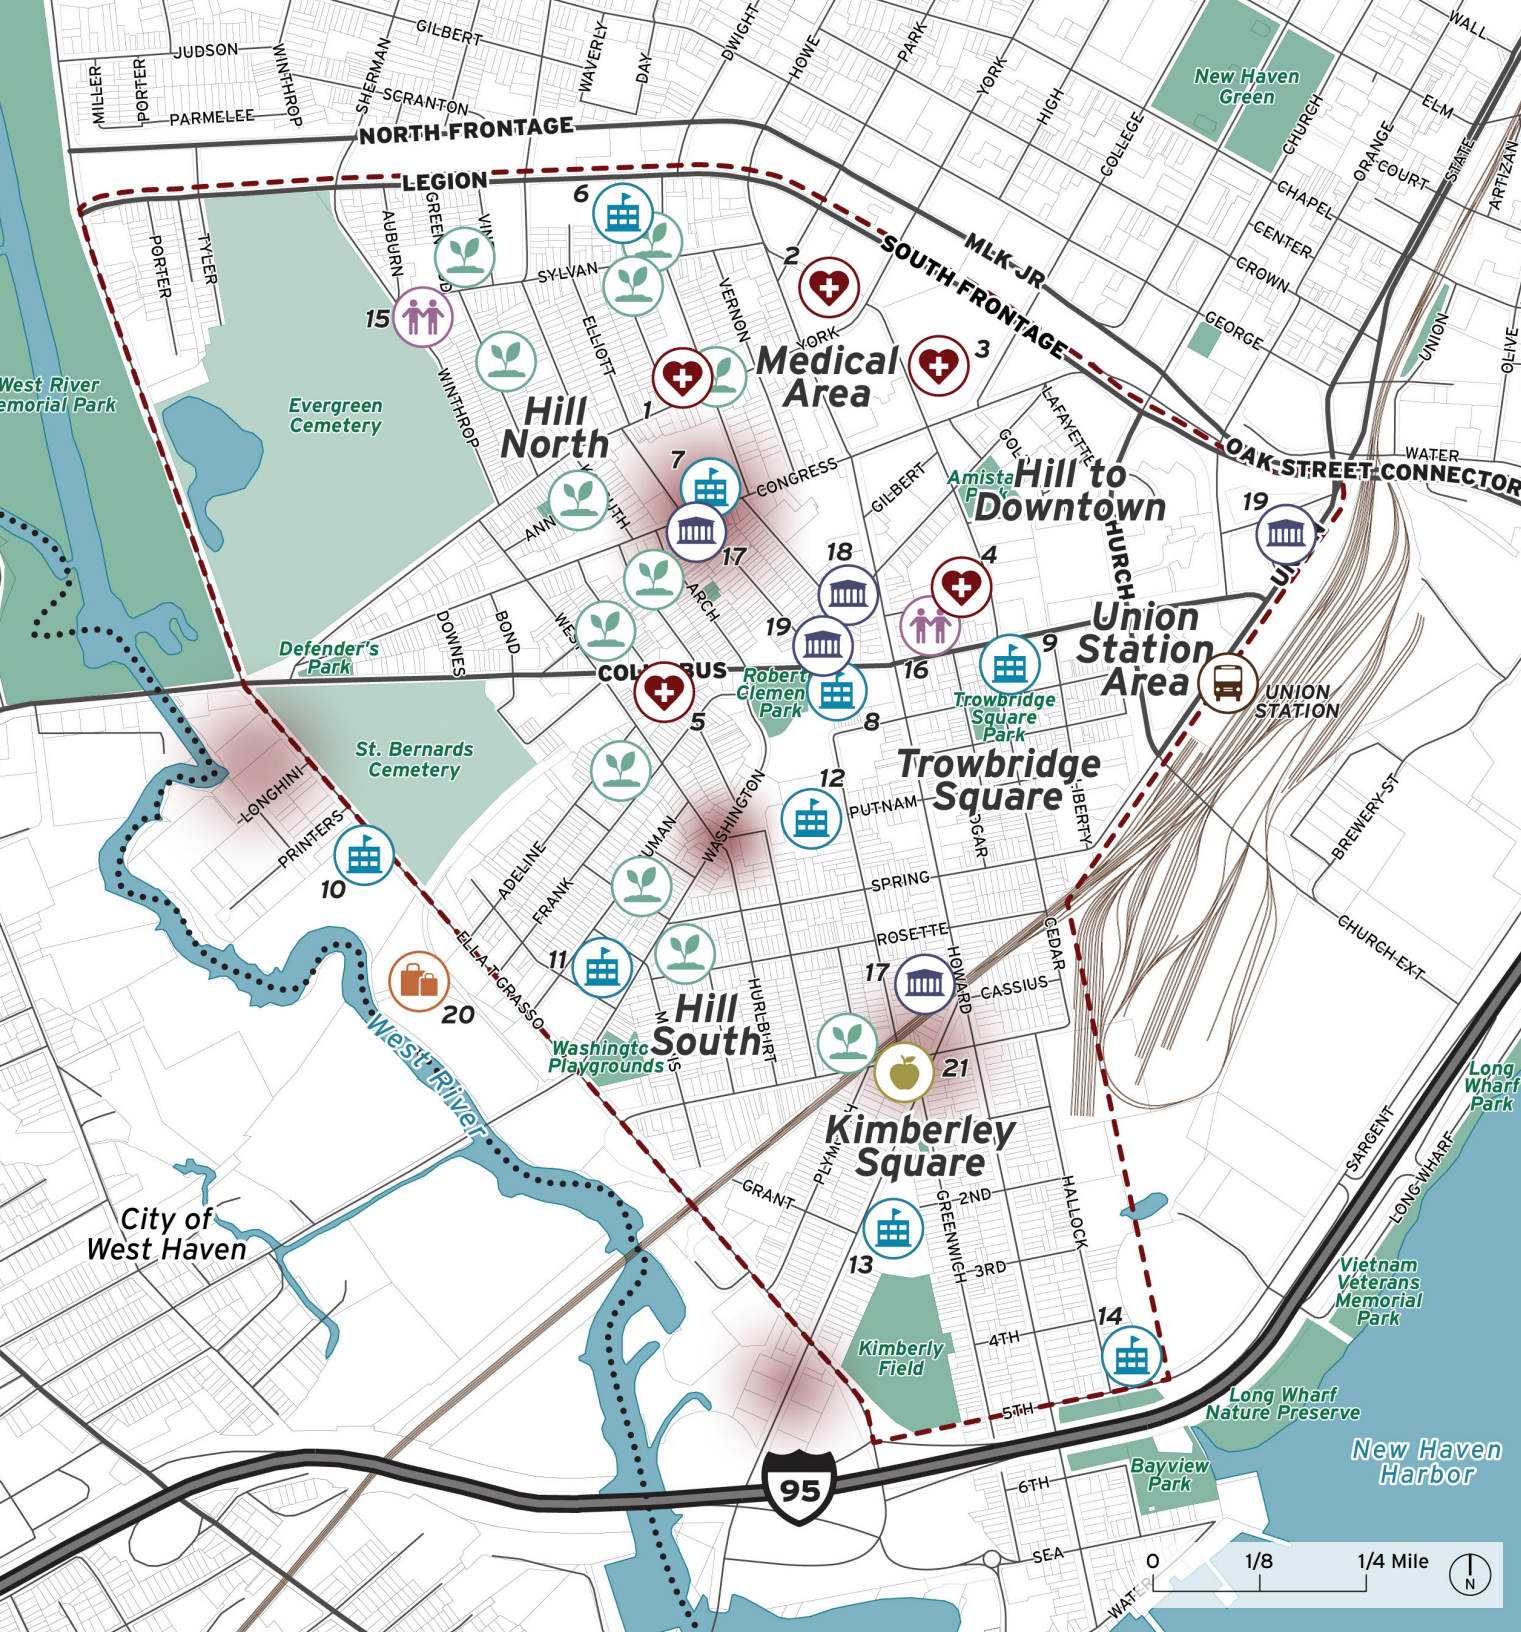 WALL
JUDSON
GILBERT
WAVERLY
DAY
DWIGHT
HOWE
PARK
YORK
HIGH
COLLEGE
New Haven
Green
CHURCH
ORANGE
ELM
COURT
STATE
ARTIZAN
MILLER
PORTER
WINTHROP
SHERMAN
SCRANTON
PARMELEE
NORTH FRONTAGE
LEGION
CHAPEL
CENTER
CROWN
GEORGE
UNION
OLIVE
MLK JR
SOUTH FRONTAGE
6
2
3
15
1
PORTER
TYLER
AUBURN
SYLVAN
ELLIOTT
VERNON
YORK
WINTHROP
West River
Evergreen
Cemetery
Hill
North
Medical
Area
LAFAYETTE
7
CONGRESS
GILBERT
Hill to
Downtown
OAK STREET CONNECTOR
WATER
19
ANN
17
18
4
ARCH
19
16
9
Union
Station
Area
UNION
STATION
DOWNES
BOND
Defender's
Park
5
8
Trowbridge
Square
Park
St. Bernards
Cemetery
Trowbridge
Square
LONGHINI
PRINTERS
10
12
PUTNAM
WASHINGTON
ADELINE
FRANK
SPRING
ROSETTE
HOWARD
CEDAR
CASSIUS
BREWERY ST
CHURCH EXT
ELLA T GRASSO
11
17
20
Hill
South
HURLBURT
Playgrounds
21
West River
Kimberley
Square
Long
Wharf
Park
SARGENT
LONG WHARF
GRANT
2ND
GREENWICH
HALLOCK
3RD
13
City of
West Haven
Vietnam
Veterans
Memorial
Park
14
4TH
Kimberly
Field
5TH
Long Wharf
Nature Preserve
New Haven
Harbor
Bayview
Park
95
6TH
SEA
WATER
0 1/8 1/4 Mile
N